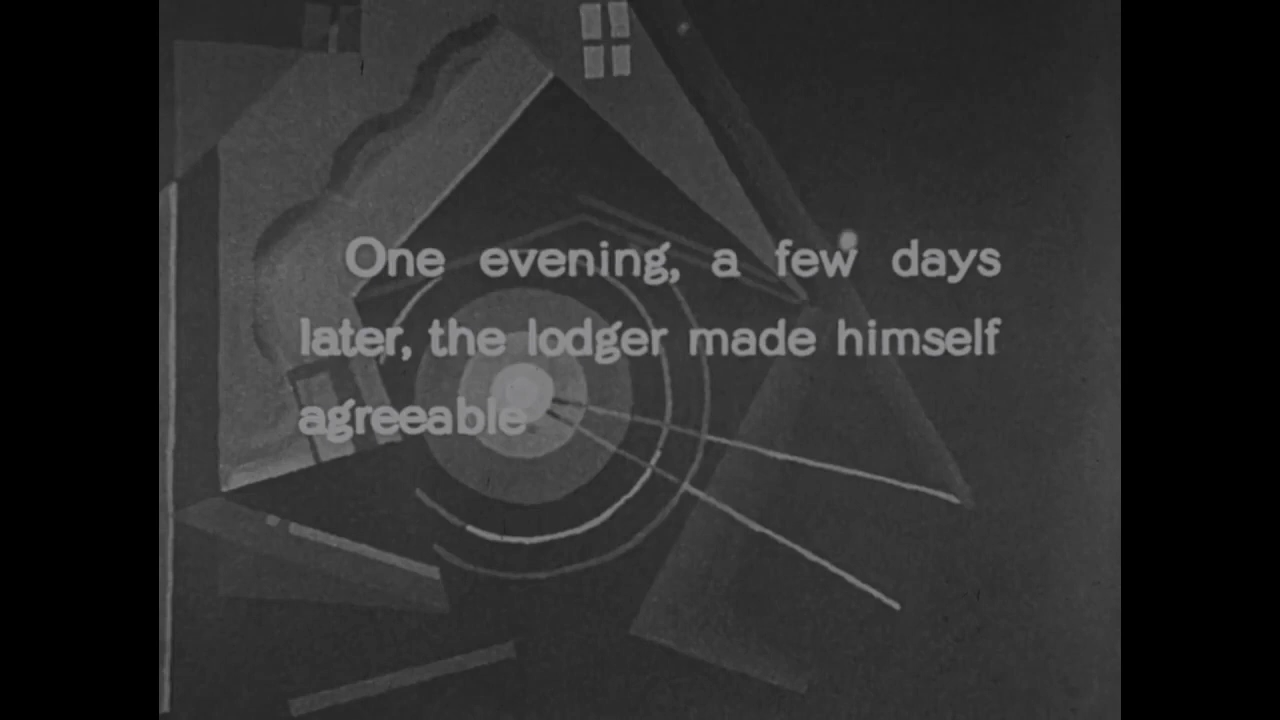 One evening, a few days
later, the lodger made himself
agreeable